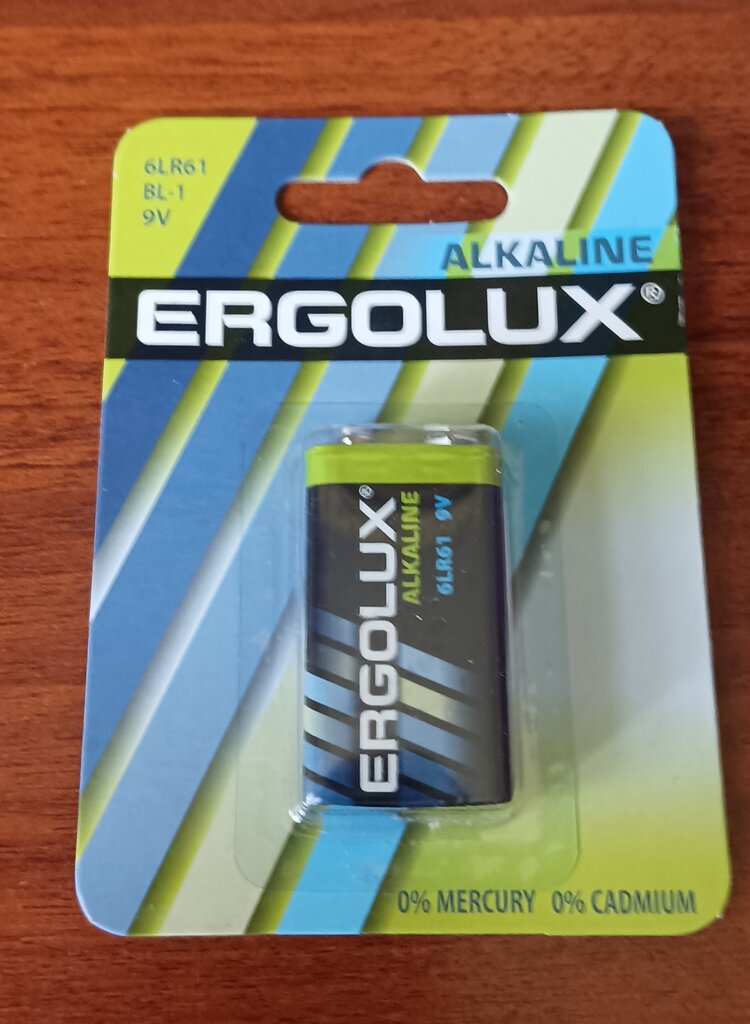 6LR61
BL-1
9V
ALKALINE
ERGOLUX®
ERGOLUX®
ALKALINE
6LR61 9V
0% MERCURY 0% CADMIUM